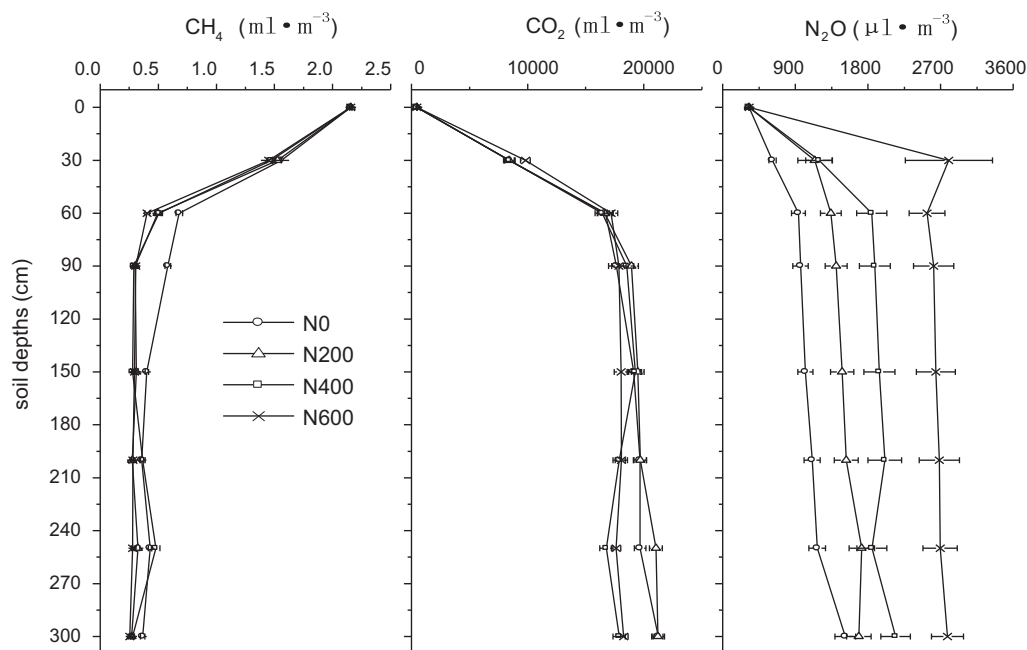 CH4 (ml•m−3)
CO2 (ml•m−3)
N2O (μl•m−3)
0.0 0.5 1.0 1.5 2.0 2.5
0 10000 20000
0 900 1800 2700 3600
soil depths (cm)
0
30
60
90
120
150
180
210
240
270
300
N0
N200
N400
N600